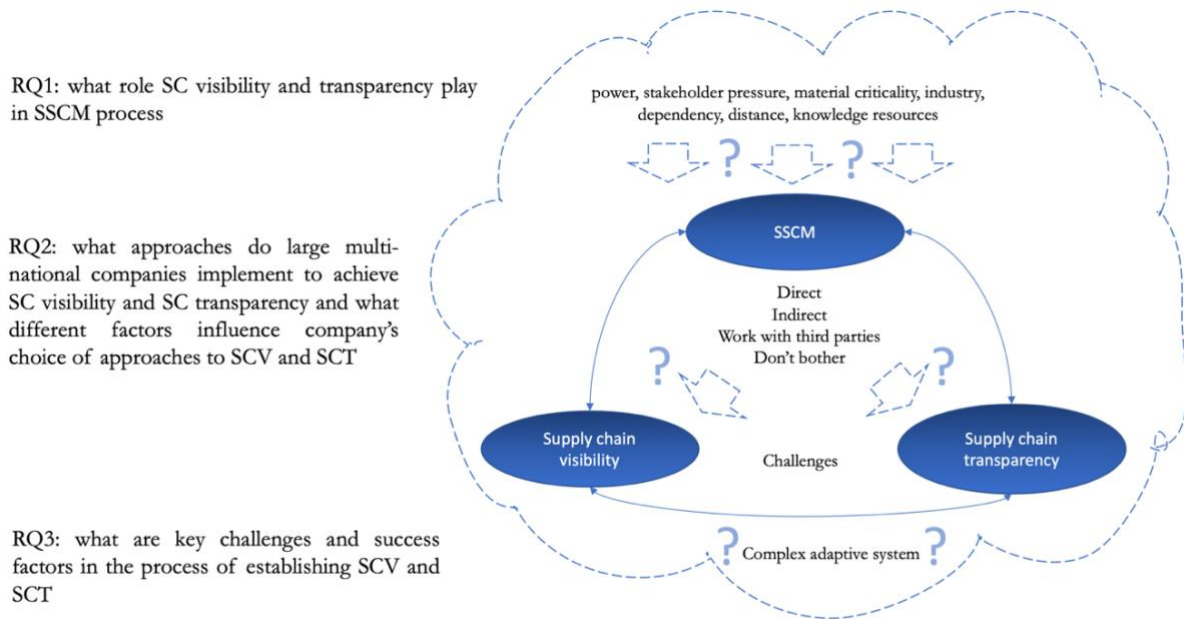 RQ1: what role SC visibility and transparency play
in SSCM process
RQ2: what approaches do large multi-
national companies implement to achieve
SC visibility and SC transparency and what
different factors influence company's
choice of approaches to SCV and SCT
RQ3: what are key challenges and success
factors in the process of establishing SCV and
SCT
power, stakeholder pressure, material criticality, industry,
dependency, distance, knowledge resources
? ?
SSCM
Direct
Indirect
Work with third parties
Don't bother
? ?
Supply chain
visibility
Challenges
Supply chain
transparency
? Complex adaptive system ?